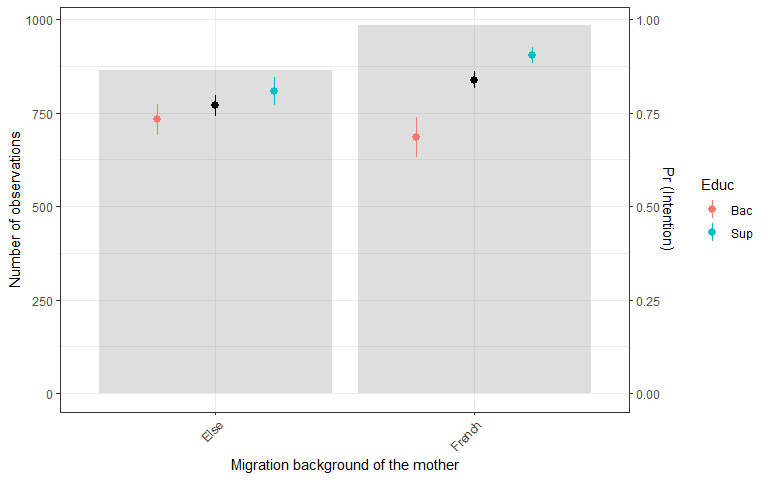 1000
750
500
250
0
Number of observations
1.00
0.75
0.50
0.25
0.00
Pr (Intention)
Else
French
Migration background of the mother
Educ
Bac
Sup